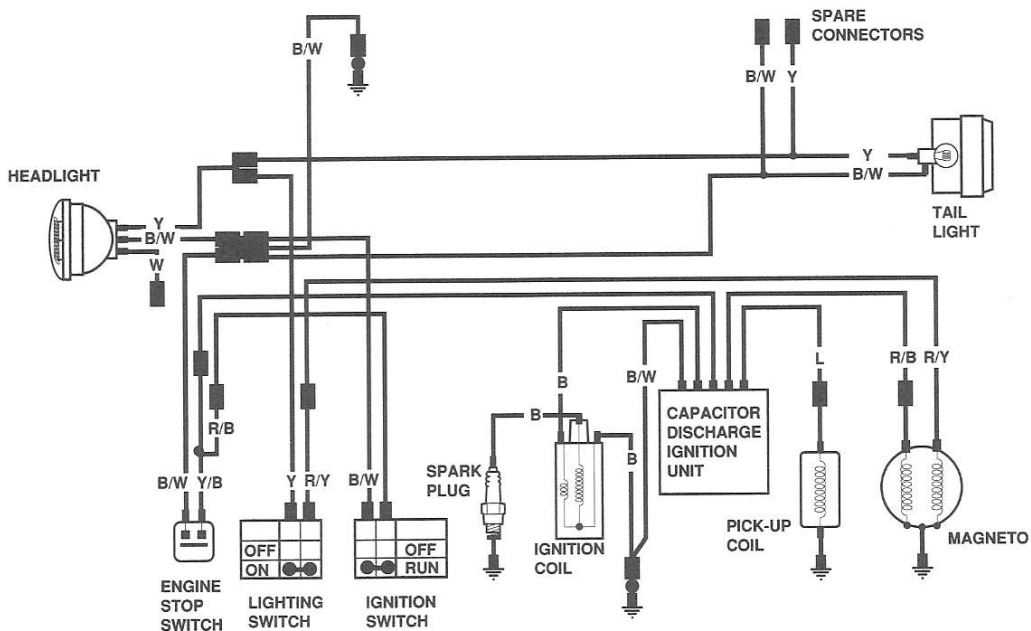 SPARE
CONNECTORS
B/W
B/W Y
HEADLIGHT
Y
B/W
TAIL
LIGHT
Y
B/W
W
B
B/W
L
R/B R/Y
R/B
B
B
CAPACITOR
DISCHARGE
IGNITION
UNIT
B/W Y/B
Y R/Y
B/W
SPARK
PLUG
IGNITION
COIL
PICK-UP
COIL
MAGNETO
OFF
ON
OFF
RUN
ENGINE
STOP
SWITCH
LIGHTING
SWITCH
IGNITION
SWITCH